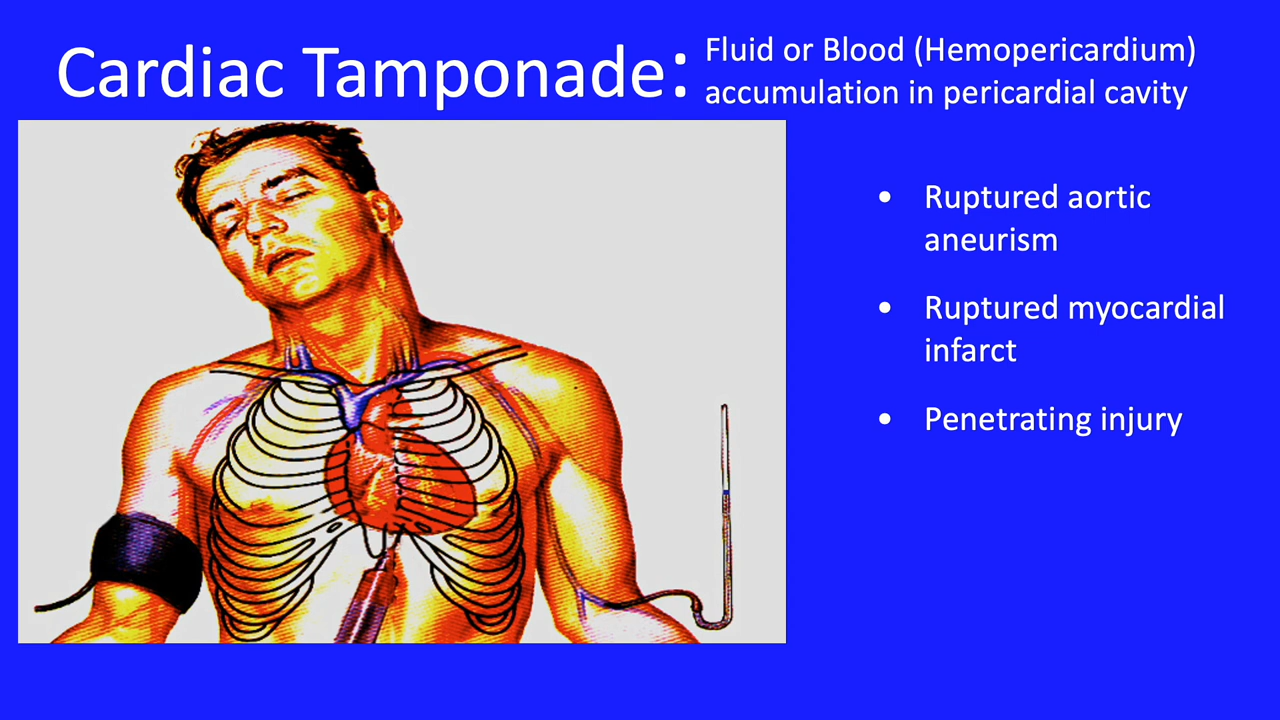 Cardiac Tamponade:
Fluid or Blood (Hemopericardium)
accumulation in pericardial cavity
• Ruptured aortic
aneurism
• Ruptured myocardial
infarct
• Penetrating injury